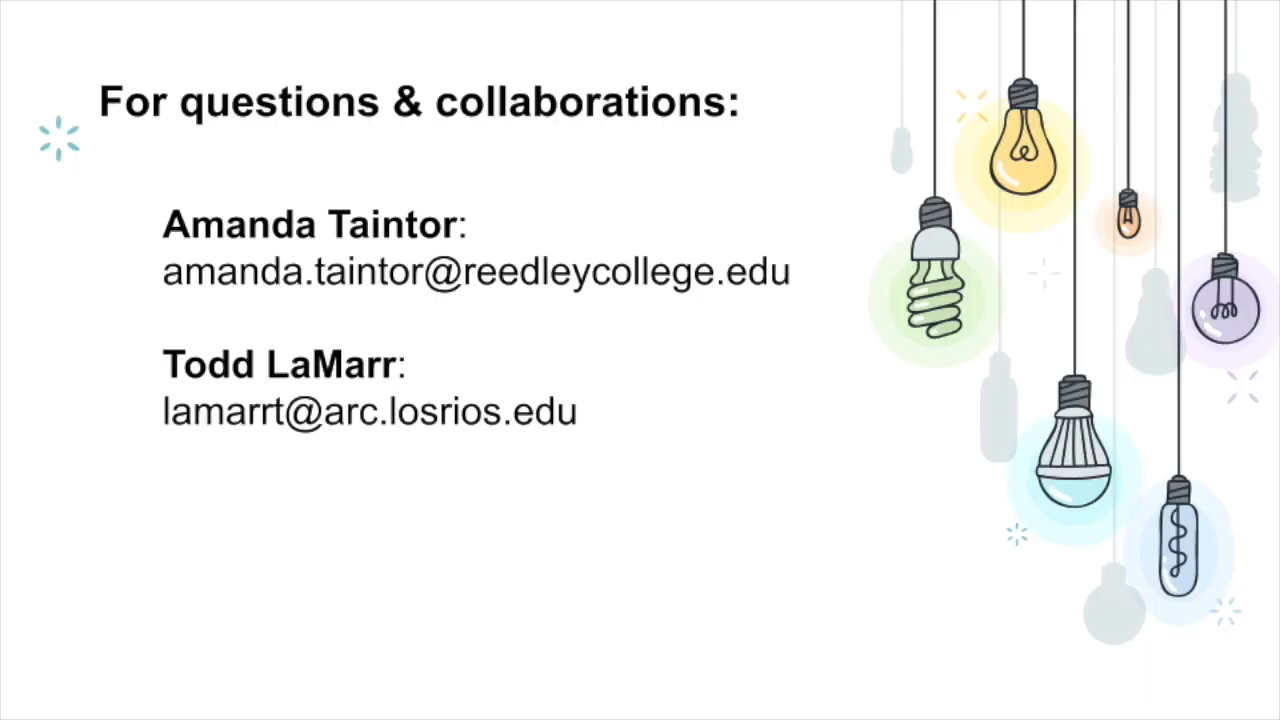 For questions & collaborations:
Amanda Taintor:
amanda.taintor@reedleycollege.edu
Todd LaMarr:
lamarrt@arc.losrios.edu